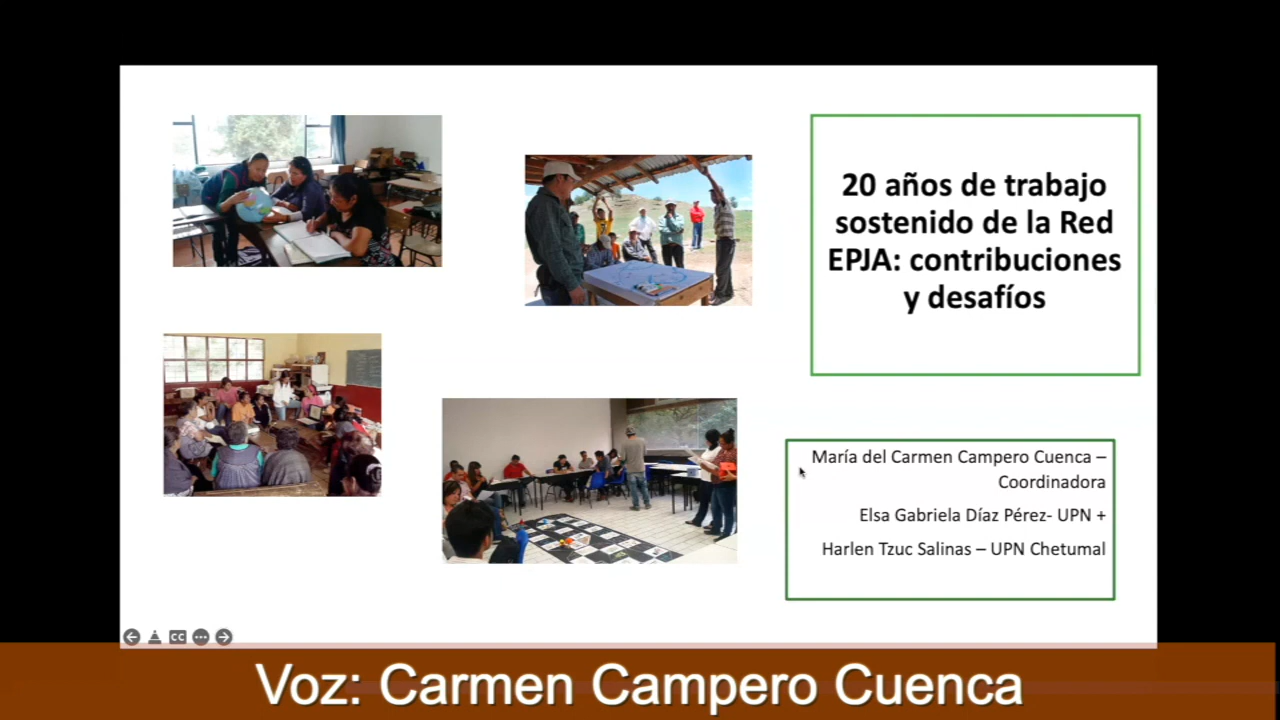 20 años de trabajo
sostenido de la Red
EPJA: contribuciones
y desafíos
María del Carmen Campero Cuenca –
Coordinadora
Elsa Gabriela Díaz Pérez- UPN +
Harlen Tzuc Salinas – UPN Chetumal
CC
Voz: Carmen Campero Cuenca